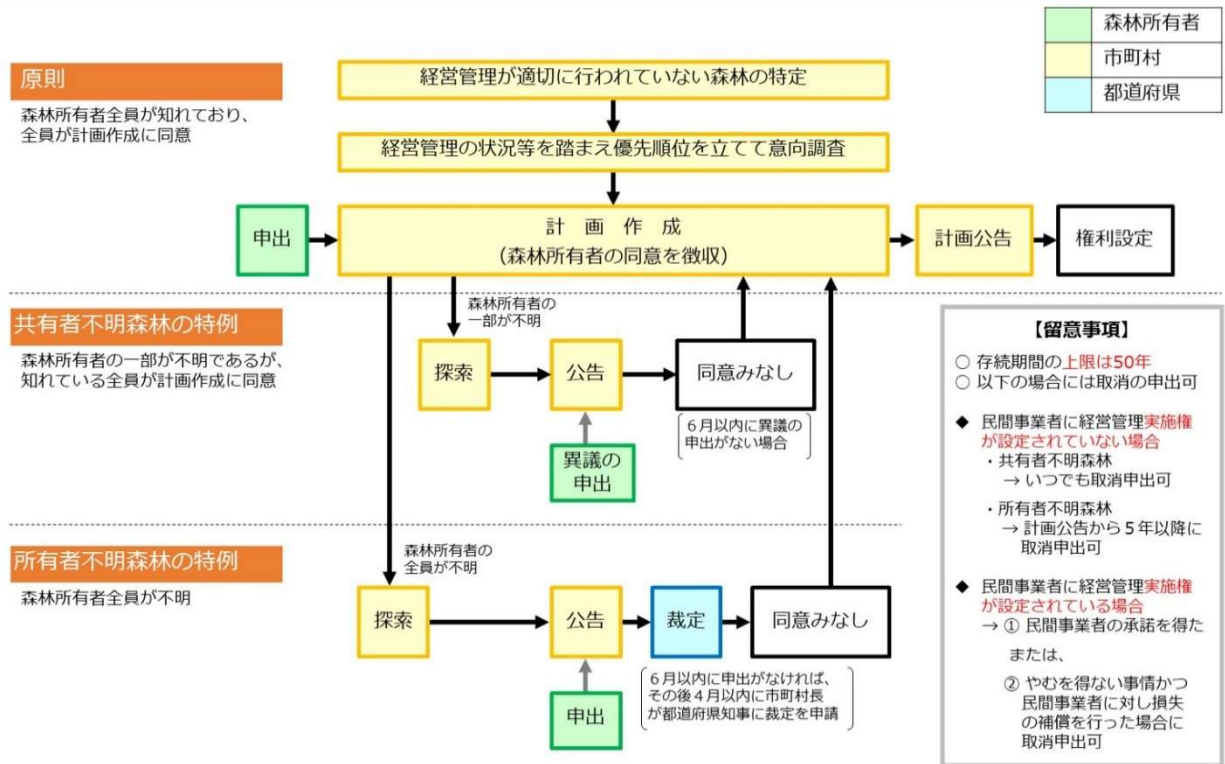 森林所有者
市町村
都道府県
原則
森林所有者全員が知れており、
全員が計画作成に同意
経営管理が適切に行われていない森林の特定
経営管理の状況等を踏まえ優先順位を立てて意向調査
申出
計 画 作 成
(森林所有者の同意を徴収)
計画公告
権利設定
共有者不明森林の特例
森林所有者の一部が不明であるが、
知れている全員が計画作成に同意
森林所有者の
一部が不明
探索
公告
同意みなし
6月以内に異議の
申出がない場合
異議の
申出
所有者不明森林の特例
森林所有者全員が不明
森林所有者の
全員が不明
探索
公告
裁定
同意みなし
6月以内に申出がなければ、
その後4月以内に市町村長
が都道府県知事に裁定を申請
申出
【留意事項】
○ 存続期間の上限は50年
○ 以下の場合には取消の申出可
◆ 民間事業者に経営管理実施権
が設定されていない場合
・共有者不明森林
→ いつでも取消申出可
・所有者不明森林
→ 計画公告から5年以降に
取消申出可
◆ 民間事業者に経営管理実施権
が設定されている場合
→ ① 民間事業者の承諾を得た
または、
② やむを得ない事情かつ
民間事業者に対し損失
の補償を行った場合に
取消申出可